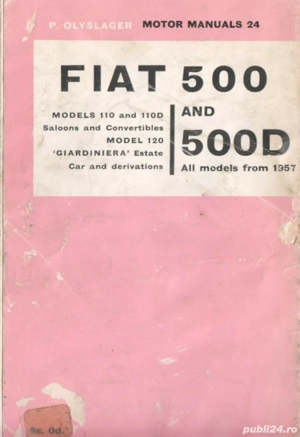 P. OLYSLAGER MOTOR MANUALS 24
FIAT 500
AND
500D
MODELS 110 and 110D
Saloons and Convertibles
MODEL 120
'GIARDINIERA' Estate
Car and derivations
All models from 1957
0d.
publi24.ro